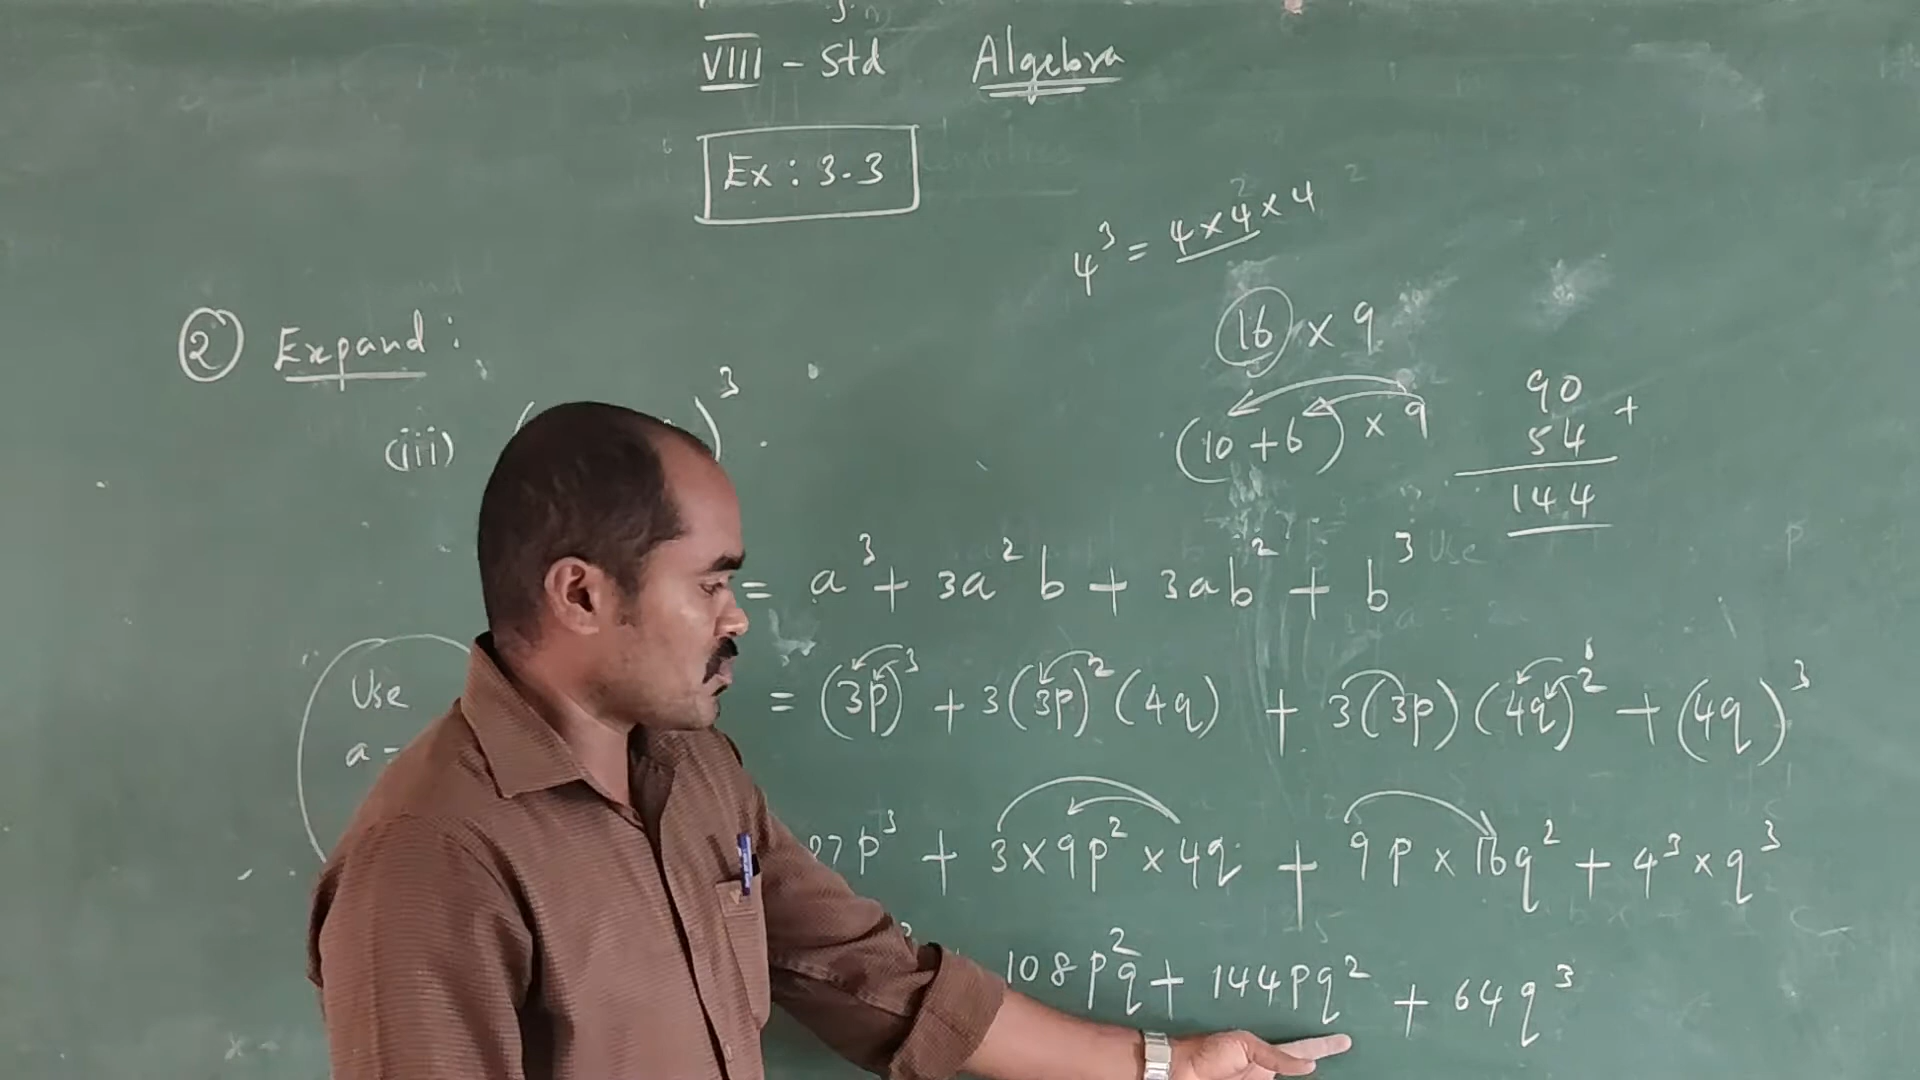 VIII - Std Algebra
Ex : 3.3
4³ = 4 × 4 × 4
16 × 9
(10 + 6) × 9
90
54 +
144
② Expand :
(iii) ( )³
= a³ + 3a²b + 3ab² + b³
Use
a =
= (3p)³ + 3(3p)²(4q) + 3(3p)(4q)² + (4q)³
27p³ + 3 × 9p² × 4q + 9p × 16q² + 4³ × q³
108p²q + 144pq² + 64q³